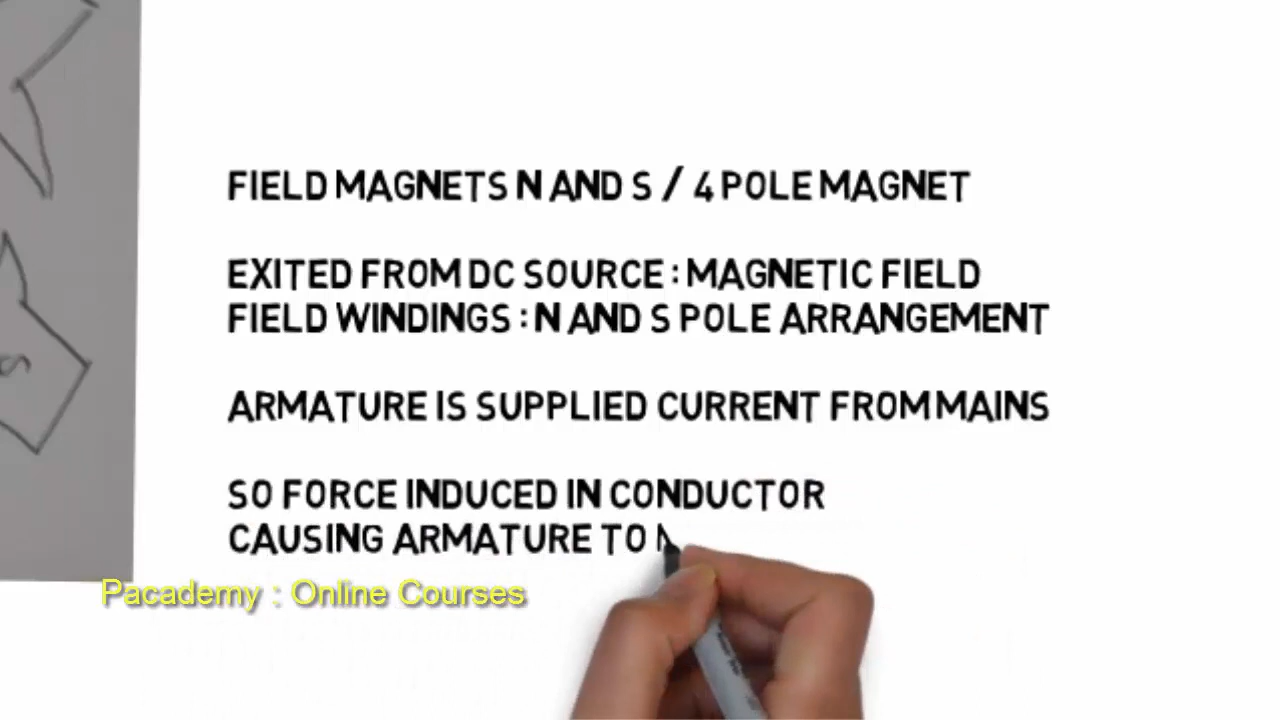 FIELD MAGNETS N AND S / 4 POLE MAGNET
EXITED FROM DC SOURCE : MAGNETIC FIELD
FIELD WINDINGS : N AND S POLE ARRANGEMENT
ARMATURE IS SUPPLIED CURRENT FROM MAINS
SO FORCE INDUCED IN CONDUCTOR
CAUSING ARMATURE TO
Pacademy : Online Courses
S